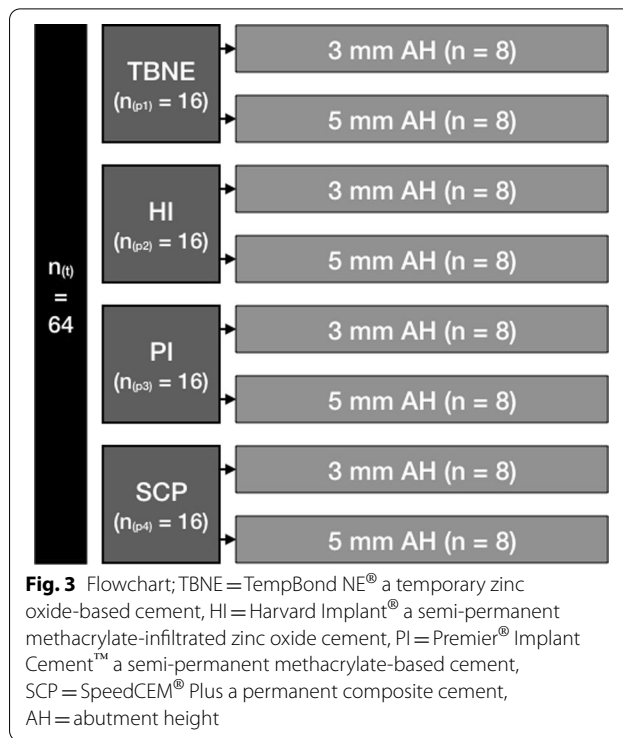 n(t)
=
64
TBNE
(n(p1) = 16)
3 mm AH (n = 8)
5 mm AH (n = 8)
HI
(n(p2) = 16)
3 mm AH (n = 8)
5 mm AH (n = 8)
PI
(n(p3) = 16)
3 mm AH (n = 8)
5 mm AH (n = 8)
SCP
(n(p4) = 16)
3 mm AH (n = 8)
5 mm AH (n = 8)
Fig. 3 Flowchart; TBNE = TempBond NE® a temporary zinc
oxide-based cement, HI = Harvard Implant® a semi-permanent
methacrylate-infiltrated zinc oxide cement, PI = Premier® Implant
Cement™ a semi-permanent methacrylate-based cement,
SCP = SpeedCEM® Plus a permanent composite cement,
AH = abutment height